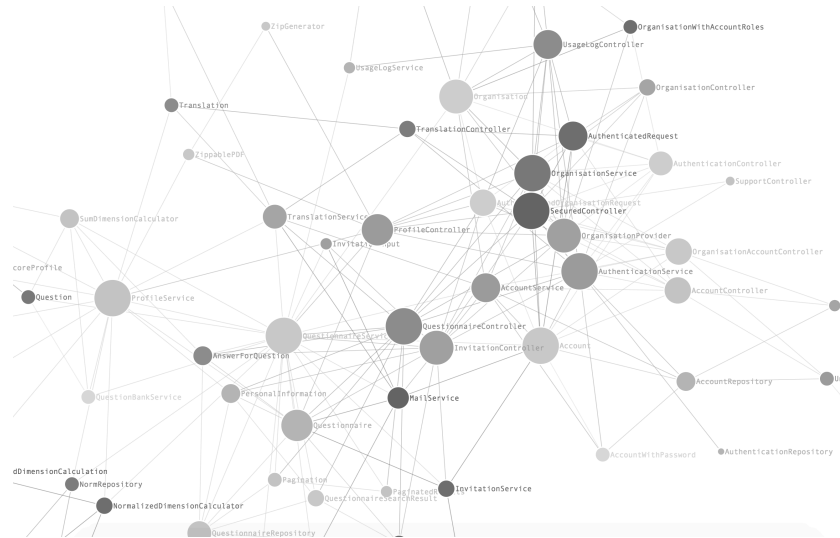 ZipGenerator
OrganisationWithAccountRoles
UsageLogController
UsageLogService
OrganisationController
Organisation
Translation
TranslationController
AuthenticatedRequest
ZippablePDF
AuthenticationController
OrganisationService
SupportController
SecuredController
SumDimensionCalculator
TranslationService
ProfileController
OrganisationProvider
OrganisationAccountController
coreProfile
AuthenticationService
AccountService
AccountController
Question
ProfileService
QuestionnaireController
QuestionnaireServic
InvitationController
Account
AnswerForQuestion
AccountRepository
PersonalInformation
QuestionBankService
MailService
Questionnaire
AccountWithPassword
AuthenticationRepository
dDimensionCalculation
NormRepository
Pagination
InvitationService
QuestionnaireSearchResult
NormalizedDimensionCalculator
QuestionnaireRepository